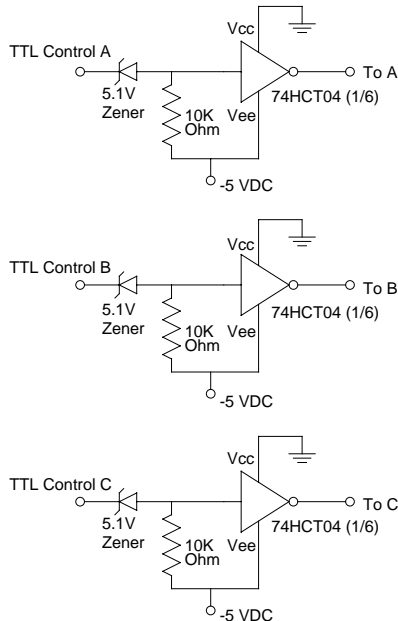 Vcc
TTL Control A
To A
5.1V
Zener
10K
Ohm
Vee
74HCT04 (1/6)
-5 VDC
Vcc
TTL Control B
To B
5.1V
Zener
10K
Ohm
Vee
74HCT04 (1/6)
-5 VDC
Vcc
TTL Control C
To C
5.1V
Zener
10K
Ohm
Vee
74HCT04 (1/6)
-5 VDC